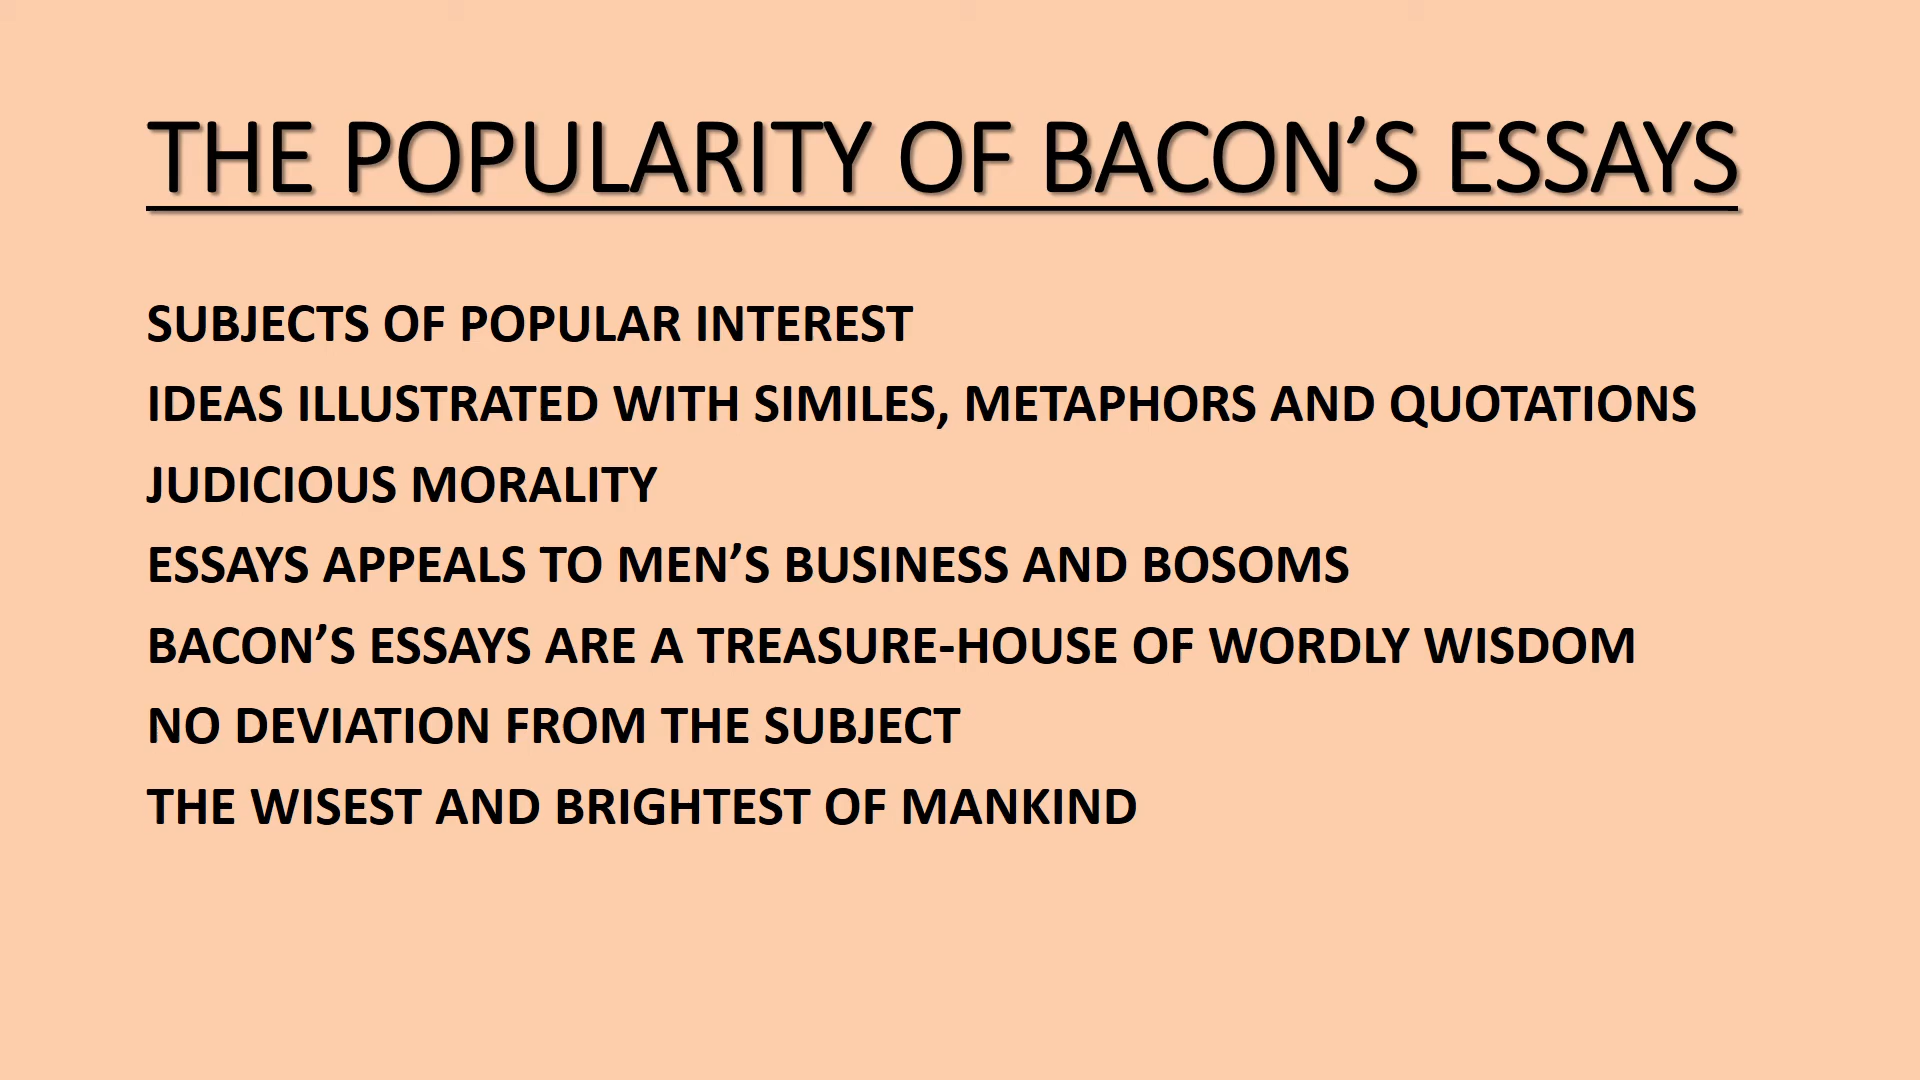 THE POPULARITY OF BACON’S ESSAYS
SUBJECTS OF POPULAR INTEREST
IDEAS ILLUSTRATED WITH SIMILES, METAPHORS AND QUOTATIONS
JUDICIOUS MORALITY
ESSAYS APPEALS TO MEN’S BUSINESS AND BOSOMS
BACON’S ESSAYS ARE A TREASURE-HOUSE OF WORDLY WISDOM
NO DEVIATION FROM THE SUBJECT
THE WISEST AND BRIGHTEST OF MANKIND